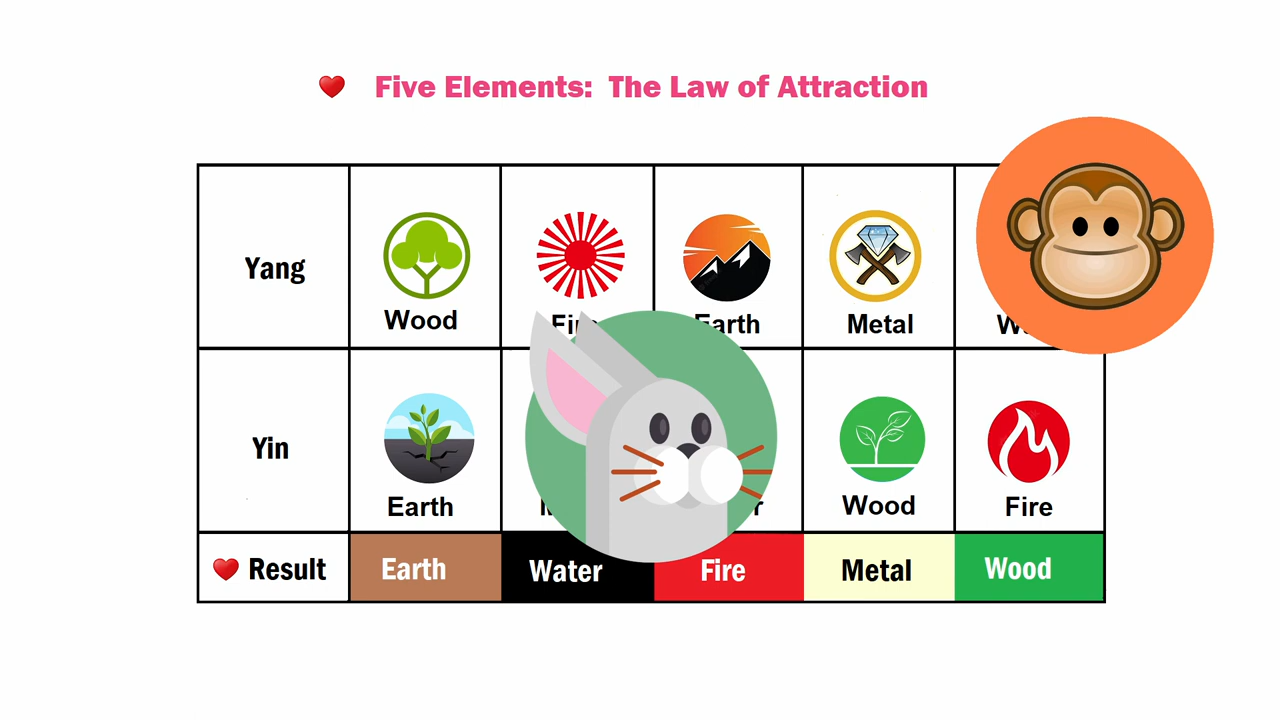 Five Elements: The Law of Attraction
Yang
Wood
Earth
Metal
Yin
Earth
Wood
Fire
Result
Earth
Water
Fire
Metal
Wood